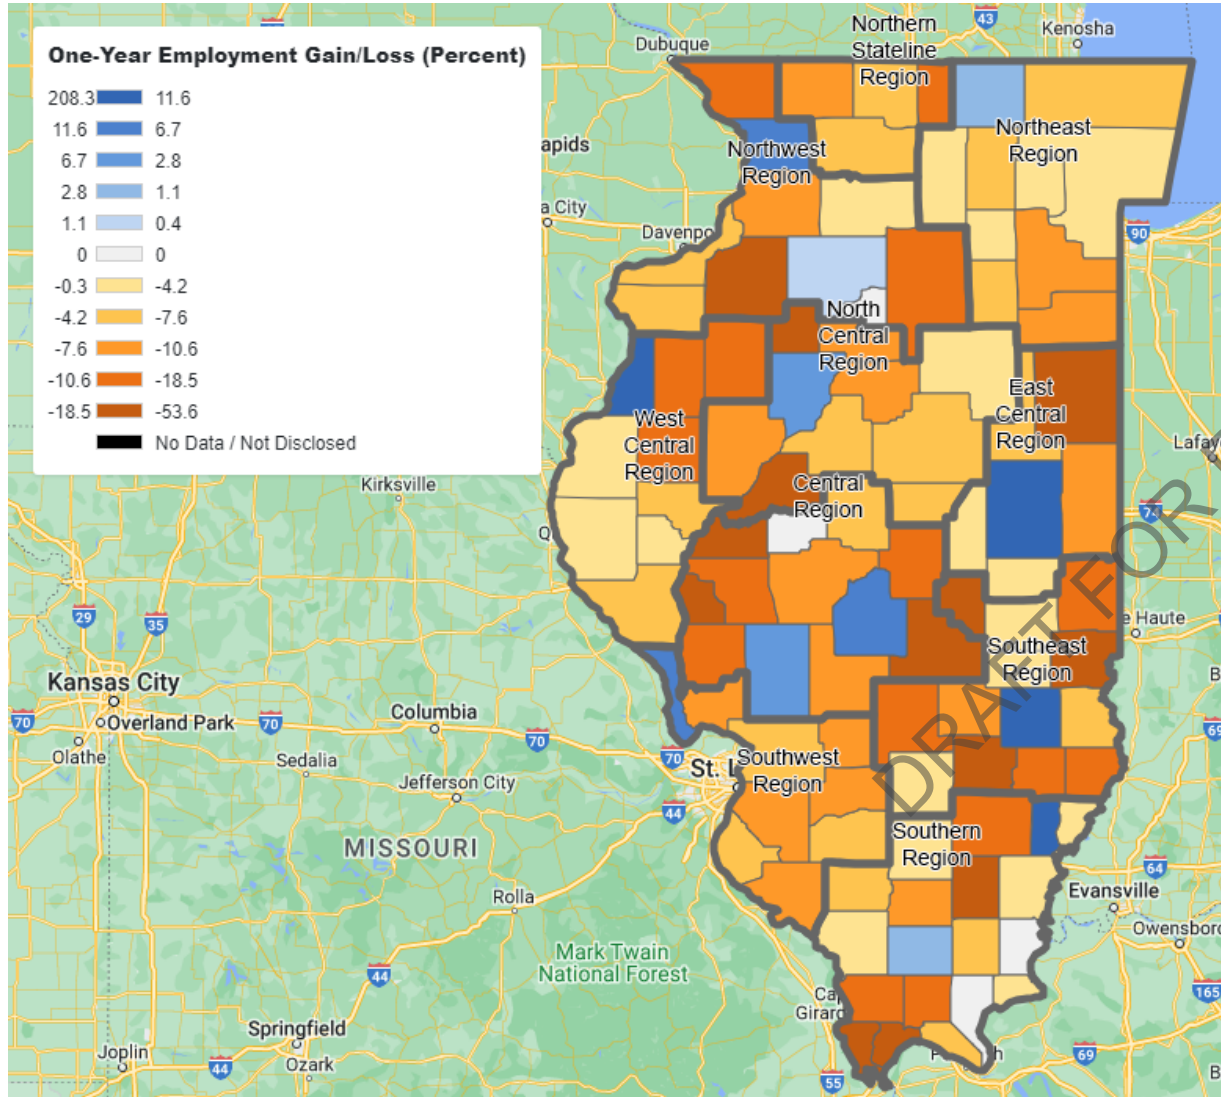 One-Year Employment Gain/Loss (Percent)
208.3 11.6
11.6 6.7
6.7 2.8
2.8 1.1
1.1 0.4
0 0
-0.3 -4.2
-4.2 -7.6
-7.6 -10.6
-10.6 -18.5
-18.5 -53.6
No Data / Not Disclosed
43
Kenosha
Dubuque
Northern
Stateline
Region
Northeast
Region
Northwest
Region
apids
a City
Davenpo
90
North
Central
Region
East
Central
Region
West
Central
Region
Lafay
Kirksville
Central
Region
Q
74
29
35
e Haute
Southeast
Region
DRAFT FOR
Kansas City
70
Overland Park
70
Columbia
70
Olathe
Sedalia
Jefferson City
70
St. L
Southwest
Region
69
44
MISSOURI
Southern
Region
64
Evansville
Rolla
Owensboro
Mark Twain
National Forest
44
Ca
Girard
165
Springfield
Joplin
44
Ozark
55
P
h
69
B
B